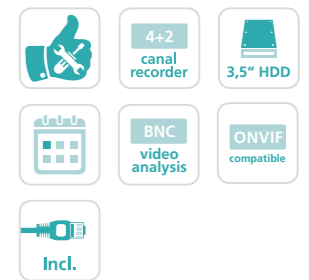 4+2
canal
recorder
3,5“ HDD
BNC
video
analysis
ONVIF
compatible
Incl.